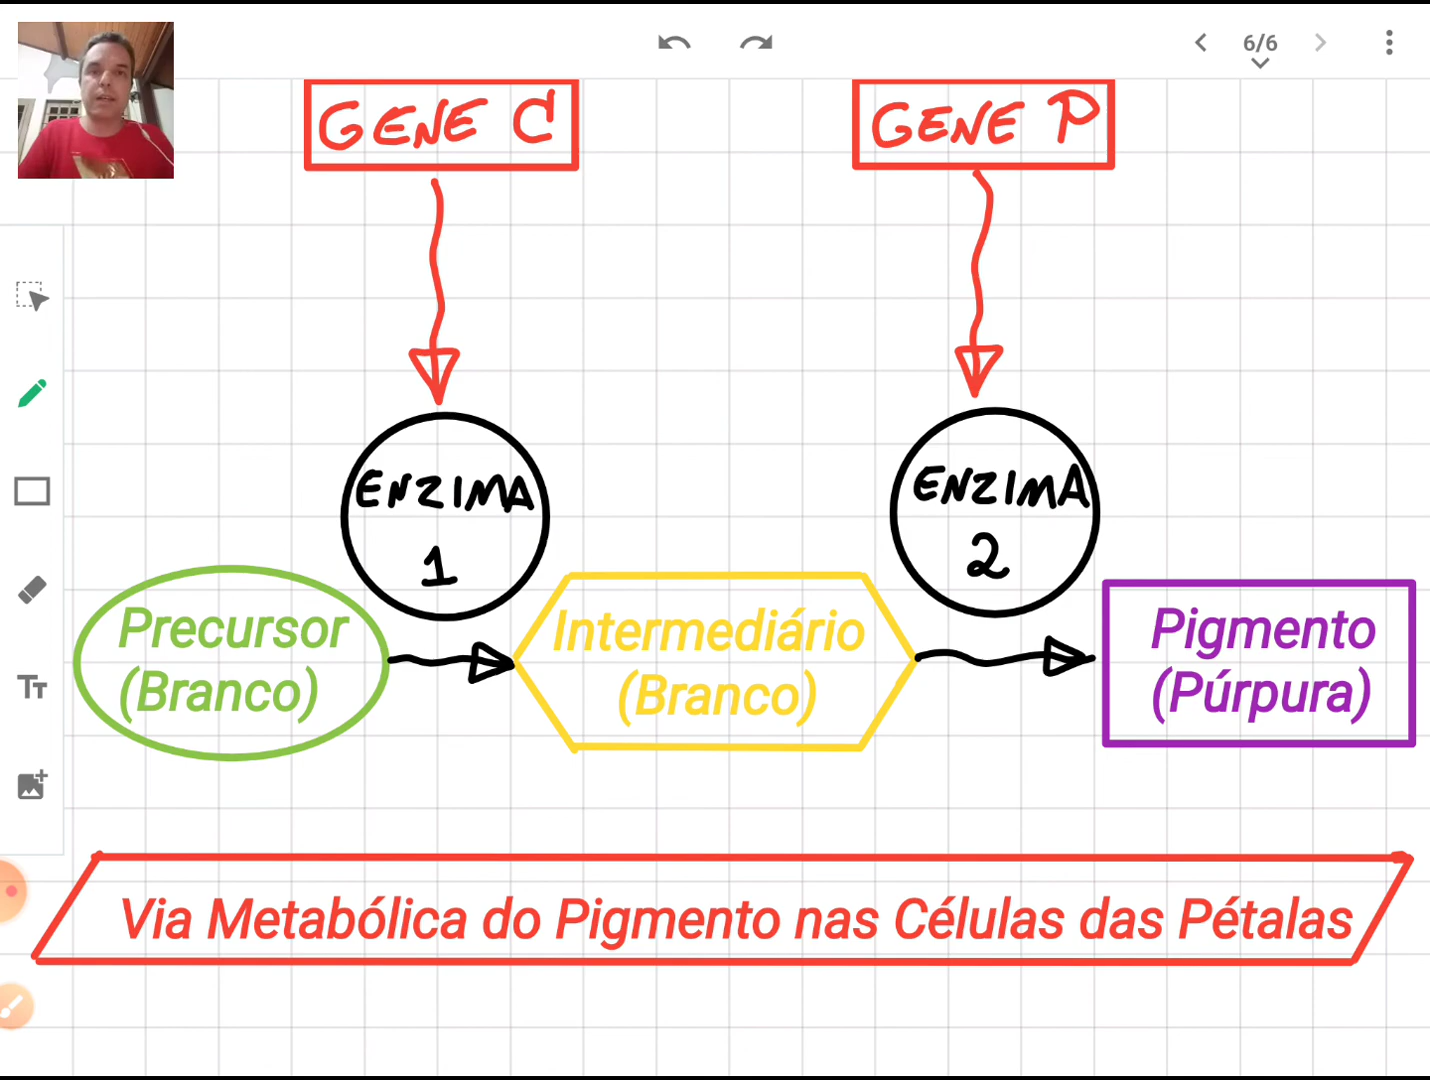 6/6
GENE C
GENE P
ENZIMA
1
ENZIMA
2
Precursor
(Branco)
Intermediário
(Branco)
Pigmento
(Púrpura)
Tт
Via Metabólica do Pigmento nas Células das Pétalas